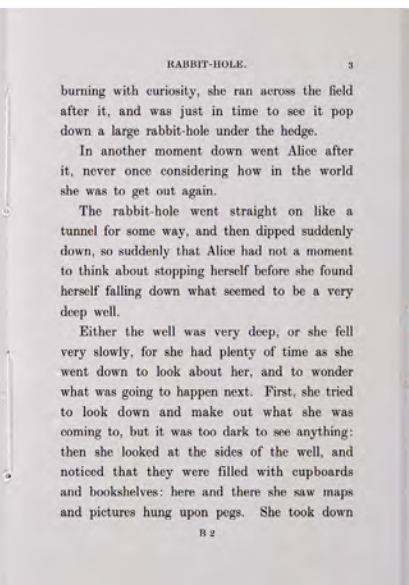 RABBIT-HOLE. 3
burning with curiosity, she ran across the field
after it, and was just in time to see it pop
down a large rabbit-hole under the hedge.
In another moment down went Alice after
it, never once considering how in the world
she was to get out again.
The rabbit-hole went straight on like a
tunnel for some way, and then dipped suddenly
down, so suddenly that Alice had not a moment
to think about stopping herself before she found
herself falling down what seemed to be a very
deep well.
Either the well was very deep, or she fell
very slowly, for she had plenty of time as she
went down to look about her, and to wonder
what was going to happen next. First, she tried
to look down and make out what she was
coming to, but it was too dark to see anything:
then she looked at the sides of the well, and
noticed that they were filled with cupboards
and bookshelves: here and there she saw maps
and pictures hung upon pegs. She took down
B 2